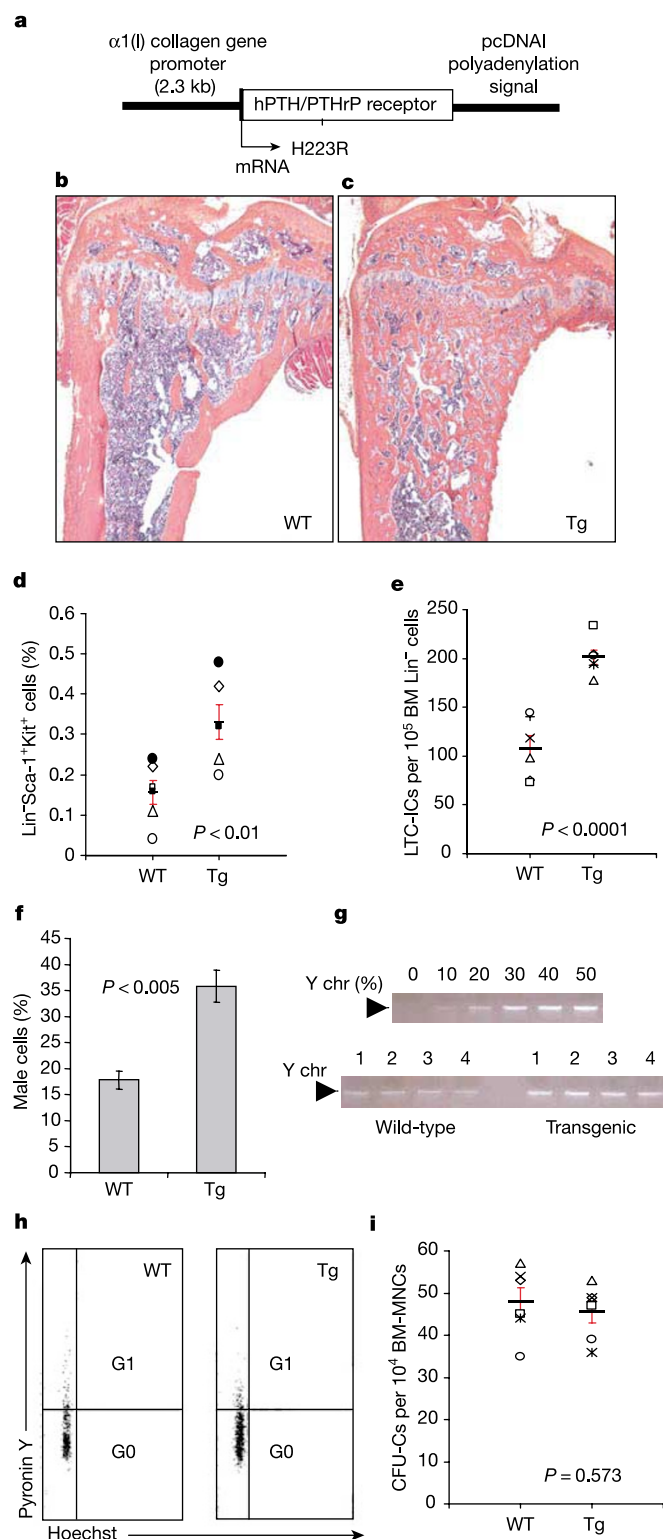 a
α1(I) collagen gene
promoter
(2.3 kb)
hPTH/PTHrP receptor
pcDNAI
polyadenylation
signal
mRNA
H223R
b
WT
c
Tg
d
Lin⁻Sca-1⁺Kit⁺ cells (%)
0.6
0.5
0.4
0.3
0.2
0.1
0
P < 0.01
WT Tg
e
LTC-ICs per 10⁵ BM Lin⁻ cells
250
200
150
100
50
0
P < 0.0001
WT Tg
f
Male cells (%)
45
40
35
30
25
20
15
10
5
0
P < 0.005
WT Tg
g
Y chr (%) 0 10 20 30 40 50
Y chr 1 2 3 4 1 2 3 4
Wild-type Transgenic
h
WT
G1
G0
Tg
G1
G0
Pyronin Y
Hoechst
i
CFU-Cs per 10⁴ BM-MNCs
60
50
40
30
20
10
0
P = 0.573
WT Tg